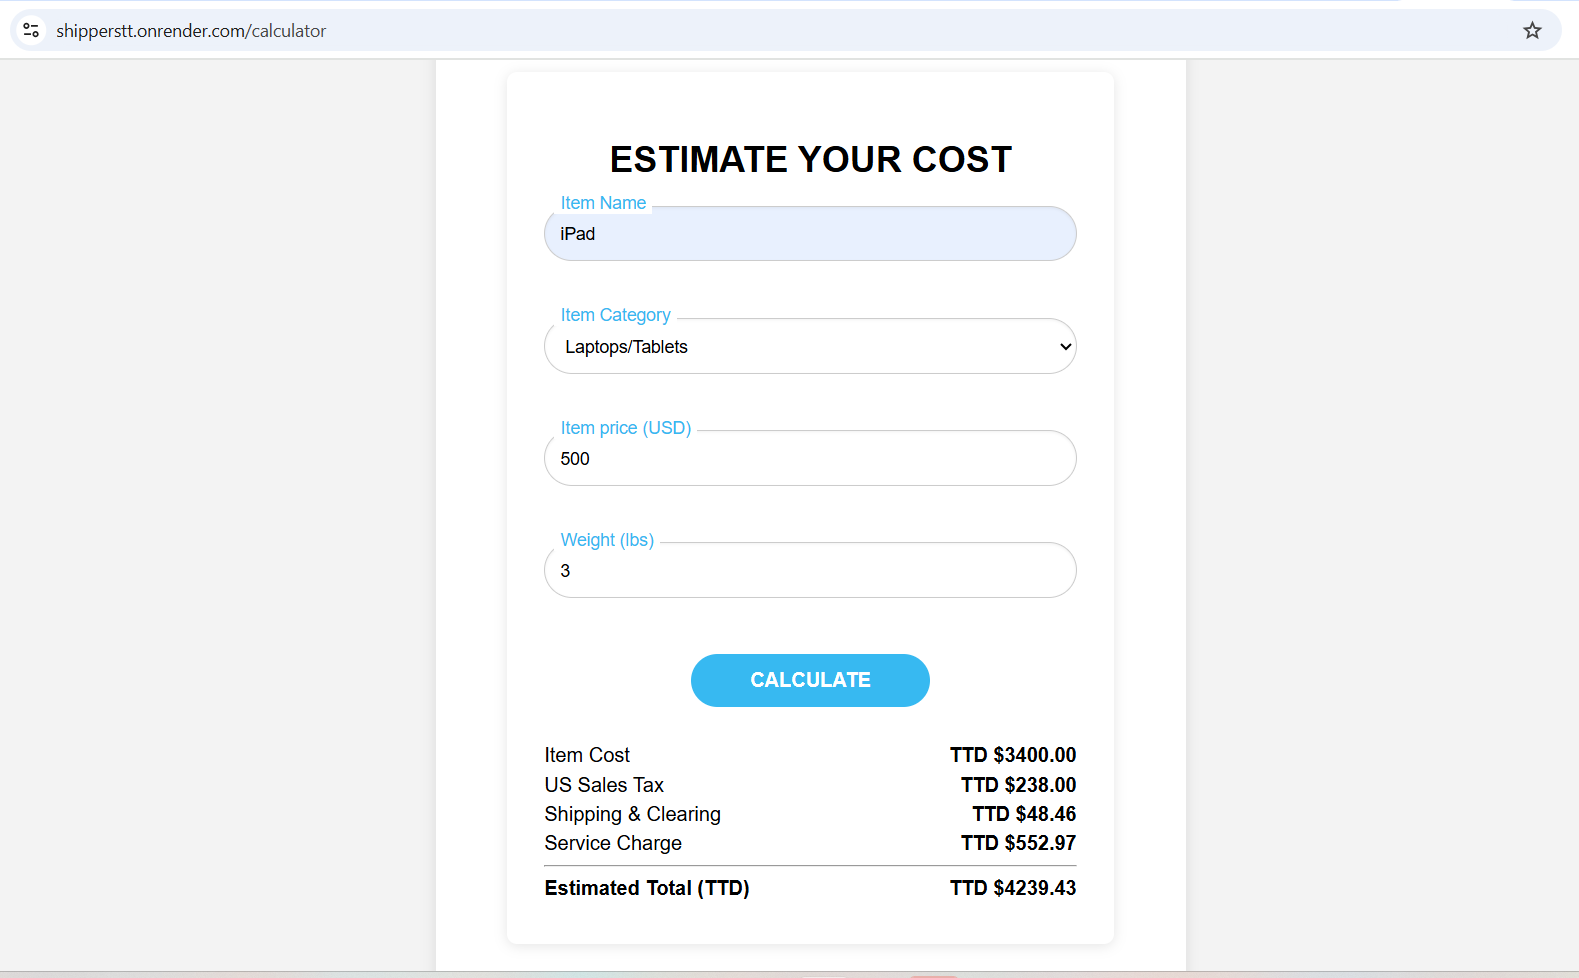 shipperstt.onrender.com/calculator
ESTIMATE YOUR COST
Item Name
iPad
Item Category
Laptops/Tablets
Item price (USD)
500
Weight (lbs)
3
CALCULATE
Item Cost TTD $3400.00
US Sales Tax TTD $238.00
Shipping & Clearing TTD $48.46
Service Charge TTD $552.97
Estimated Total (TTD) TTD $4239.43